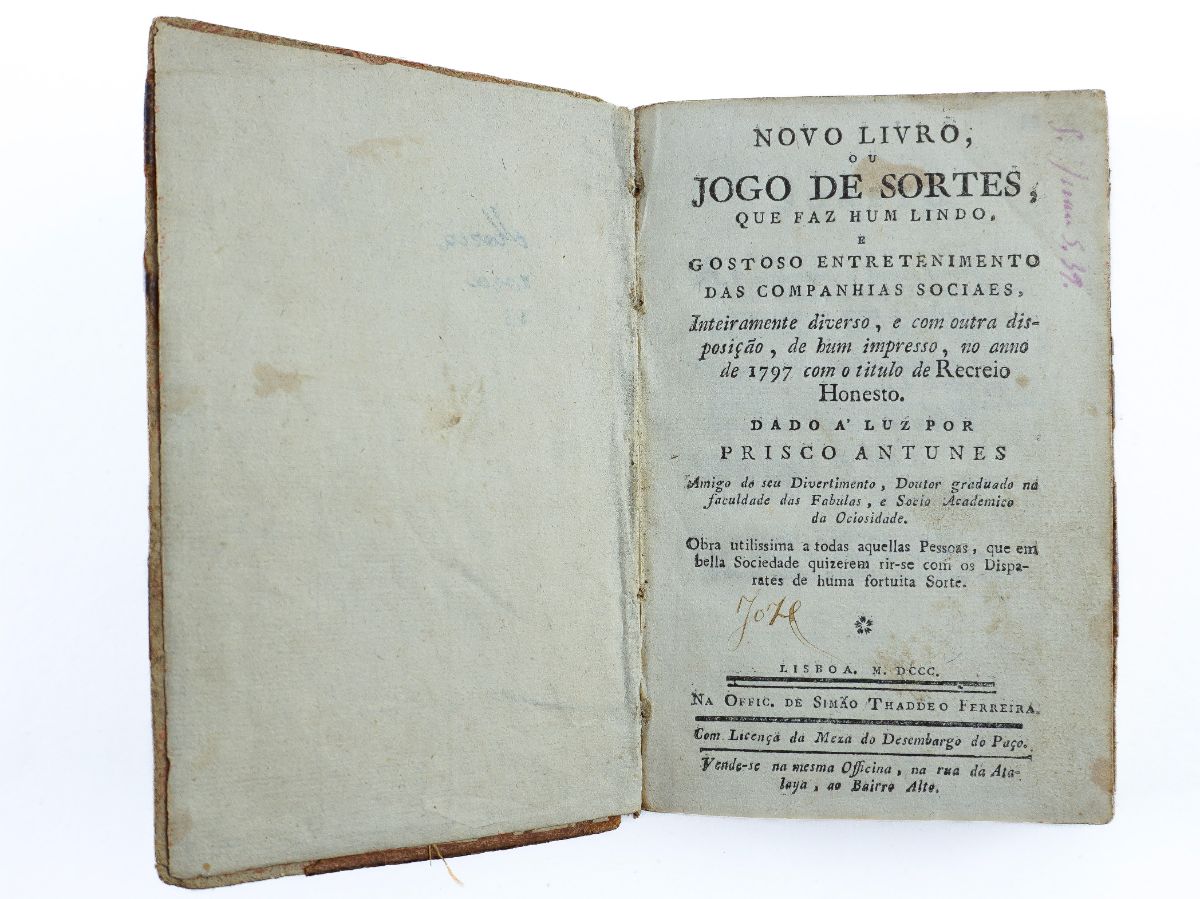 NOVO LIVRO,
OU
JOGO DE SORTES,
QUE FAZ HUM LINDO,
E
GOSTOSO ENTRETENIMENTO
DAS COMPANHIAS SOCIAES,
Inteiramente diverso, e com outra dis-
posição, de hum impresso, no anno
de 1797 com o titulo de Recreio
Honesto.
DADO A' LUZ POR
PRISCO ANTUNES
Amigo do seu Divertimento, Doutor graduado na
faculdade das Fabulas, e Socio Academico
da Ociosidade.
Obra utilissima a todas aquellas Pessoas, que em
bella Sociedade quizerem rir-se com os Dispa-
rates de huma fortuita Sorte.
Joze
LISBOA. M. DCCC.
NA OFFIC. DE SIMÃO THADDEO FERREIRA.
Com Licença da Meza do Desembargo do Paço.
Vende-se na mesma Officina, na rua da Ata-
laya, ao Bairro Alto.